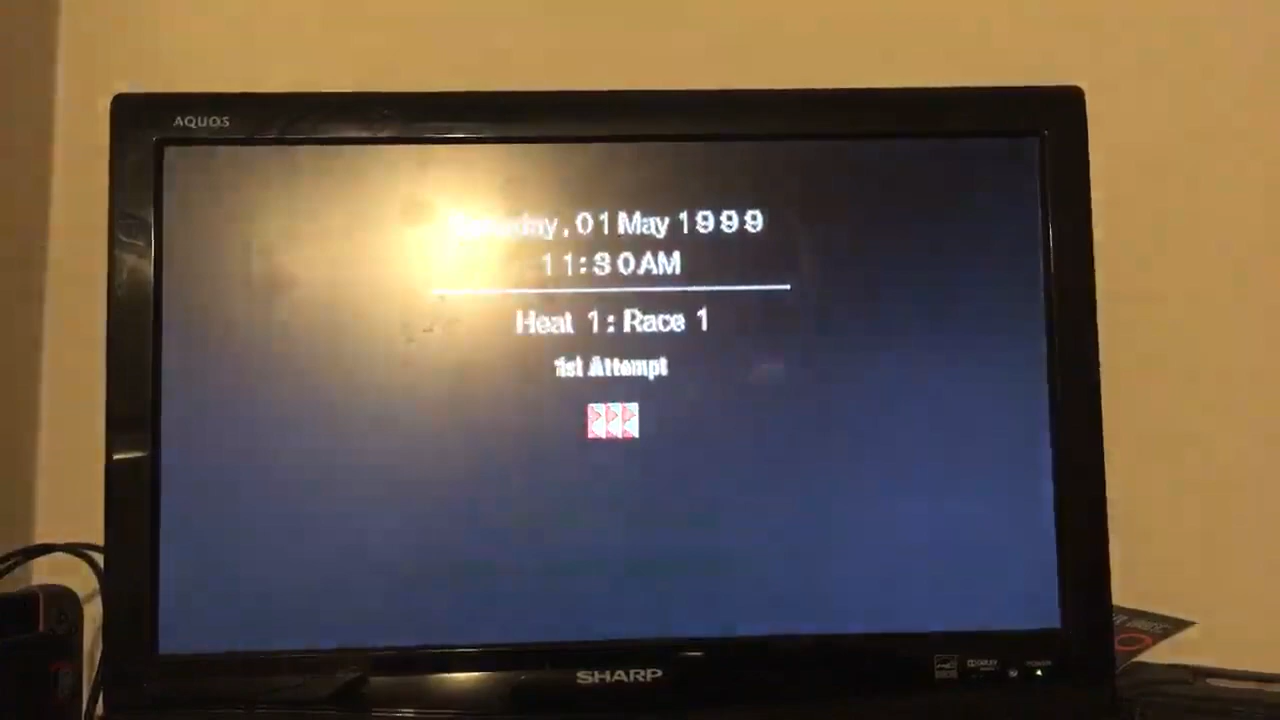 AQUOS
01 May 1999
11:30AM
Heat 1: Race 1
1st Attempt
SHARP